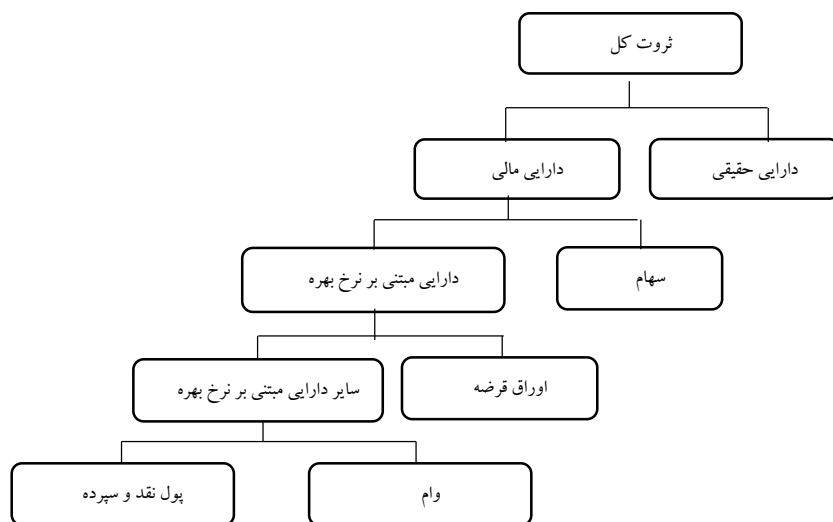 ثروت کل
دارایی حقیقی
دارایی مالی
سهام
دارایی مبتنی بر نرخ بهره
اوراق قرضه
سایر دارایی مبتنی بر نرخ بهره
وام
پول نقد و سپرده